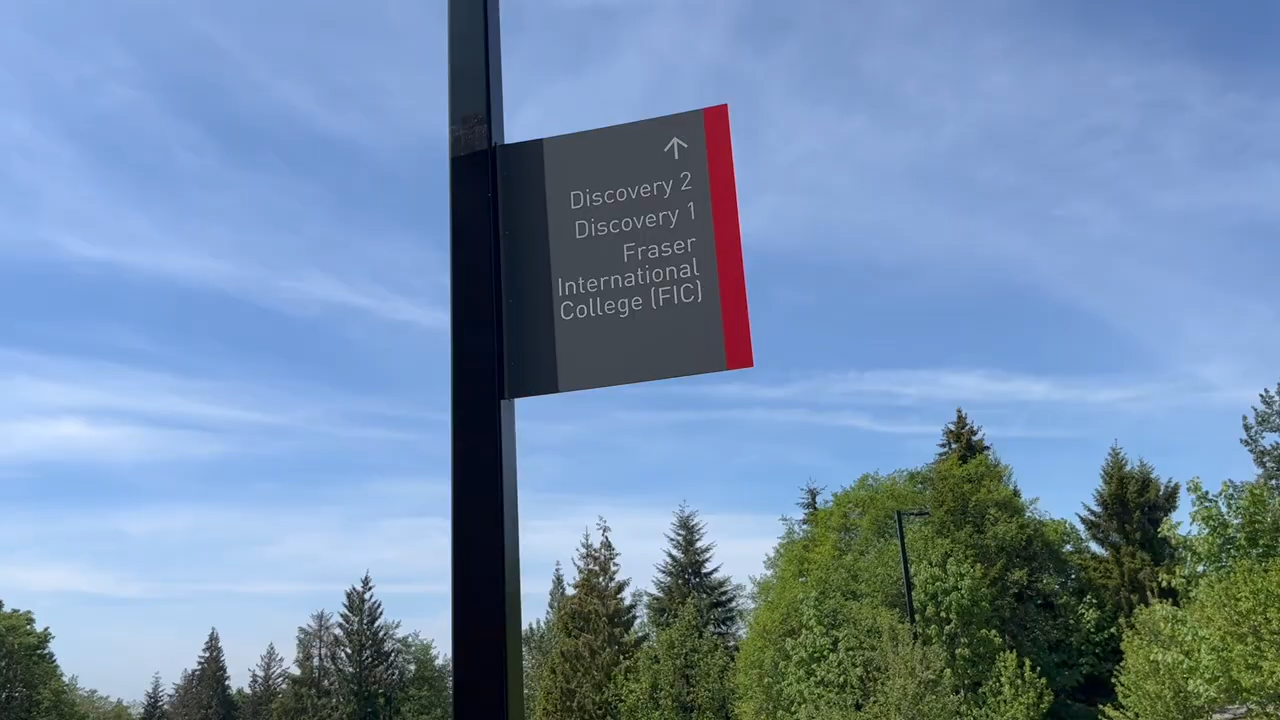 Discovery 2
Discovery 1
Fraser
International
College (FIC)